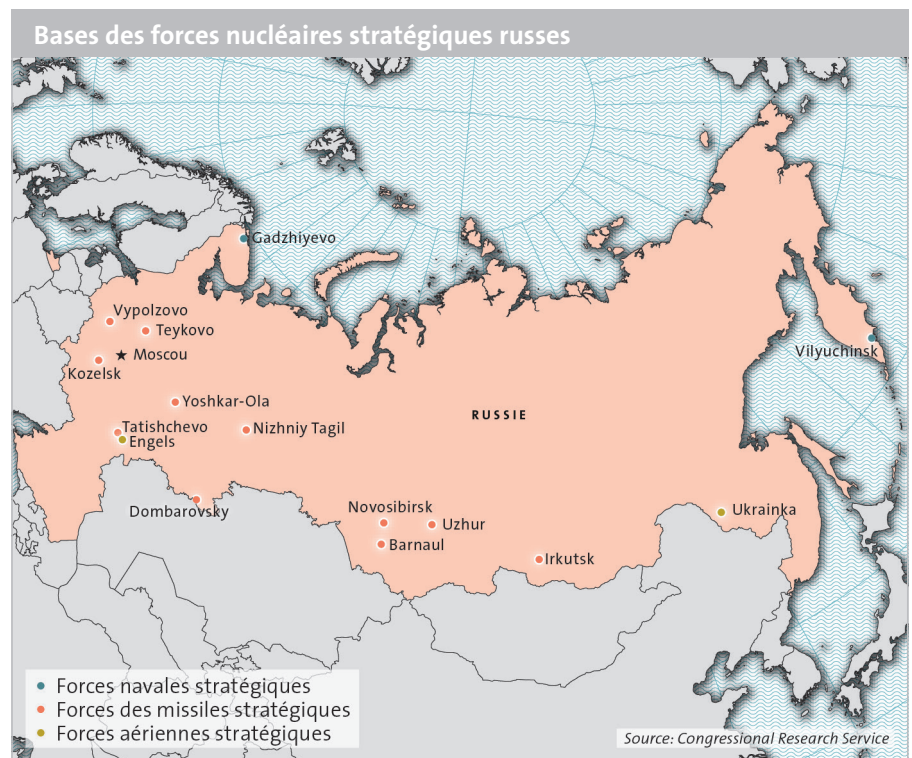 Bases des forces nucléaires stratégiques russes
Gadzhiyevo
Vypolzovo
Teykovo
Moscou
Kozelsk
Vilyuchinsk
Yoshkar-Ola
RUSSIE
Tatishchevo
Nizhniy Tagil
Engels
Dombarovsky
Novosibirsk
Uzhur
Ukrainka
Barnaul
Irkutsk
Forces navales stratégiques
Forces des missiles stratégiques
Forces aériennes stratégiques
Source: Congressional Research Service